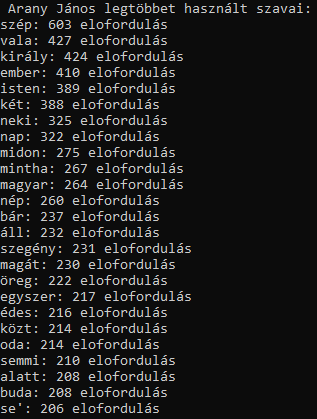 Arany János legtöbbet használt szavai:
szép: 603 elofordulás
vala: 427 elofordulás
király: 424 elofordulás
ember: 410 elofordulás
isten: 389 elofordulás
két: 388 elofordulás
neki: 325 elofordulás
nap: 322 elofordulás
midon: 275 elofordulás
mintha: 267 elofordulás
magyar: 264 elofordulás
nép: 260 elofordulás
bár: 237 elofordulás
áll: 232 elofordulás
szegény: 231 elofordulás
magát: 230 elofordulás
öreg: 222 elofordulás
egyszer: 217 elofordulás
édes: 216 elofordulás
közt: 214 elofordulás
oda: 214 elofordulás
semmi: 210 elofordulás
alatt: 208 elofordulás
buda: 208 elofordulás
se': 206 elofordulás